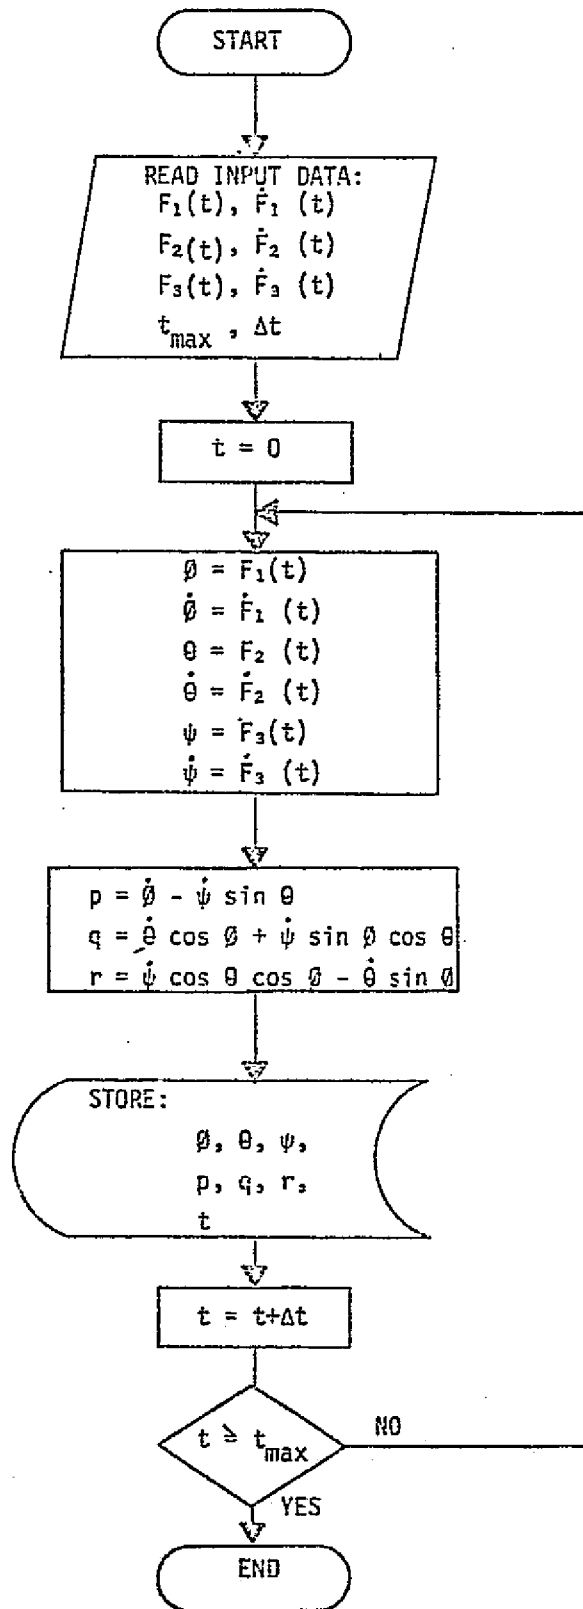 START
READ INPUT DATA:
F₁(t), Ḟ₁ (t)
F₂(t), Ḟ₂ (t)
F₃(t), Ḟ₃ (t)
t_max , Δt
t = 0
Ø = F₁(t)
Ø̇ = Ḟ₁ (t)
θ = F₂ (t)
θ̇ = Ḟ₂ (t)
ψ = F₃(t)
ψ̇ = Ḟ₃ (t)
p = Ø̇ - ψ̇ sin θ
q = θ̇ cos Ø + ψ̇ sin Ø cos θ
r = ψ̇ cos θ cos Ø - θ̇ sin Ø
STORE:
Ø, θ, ψ,
p, q, r,
t
t = t+Δt
t ≥ t_max
NO
YES
END